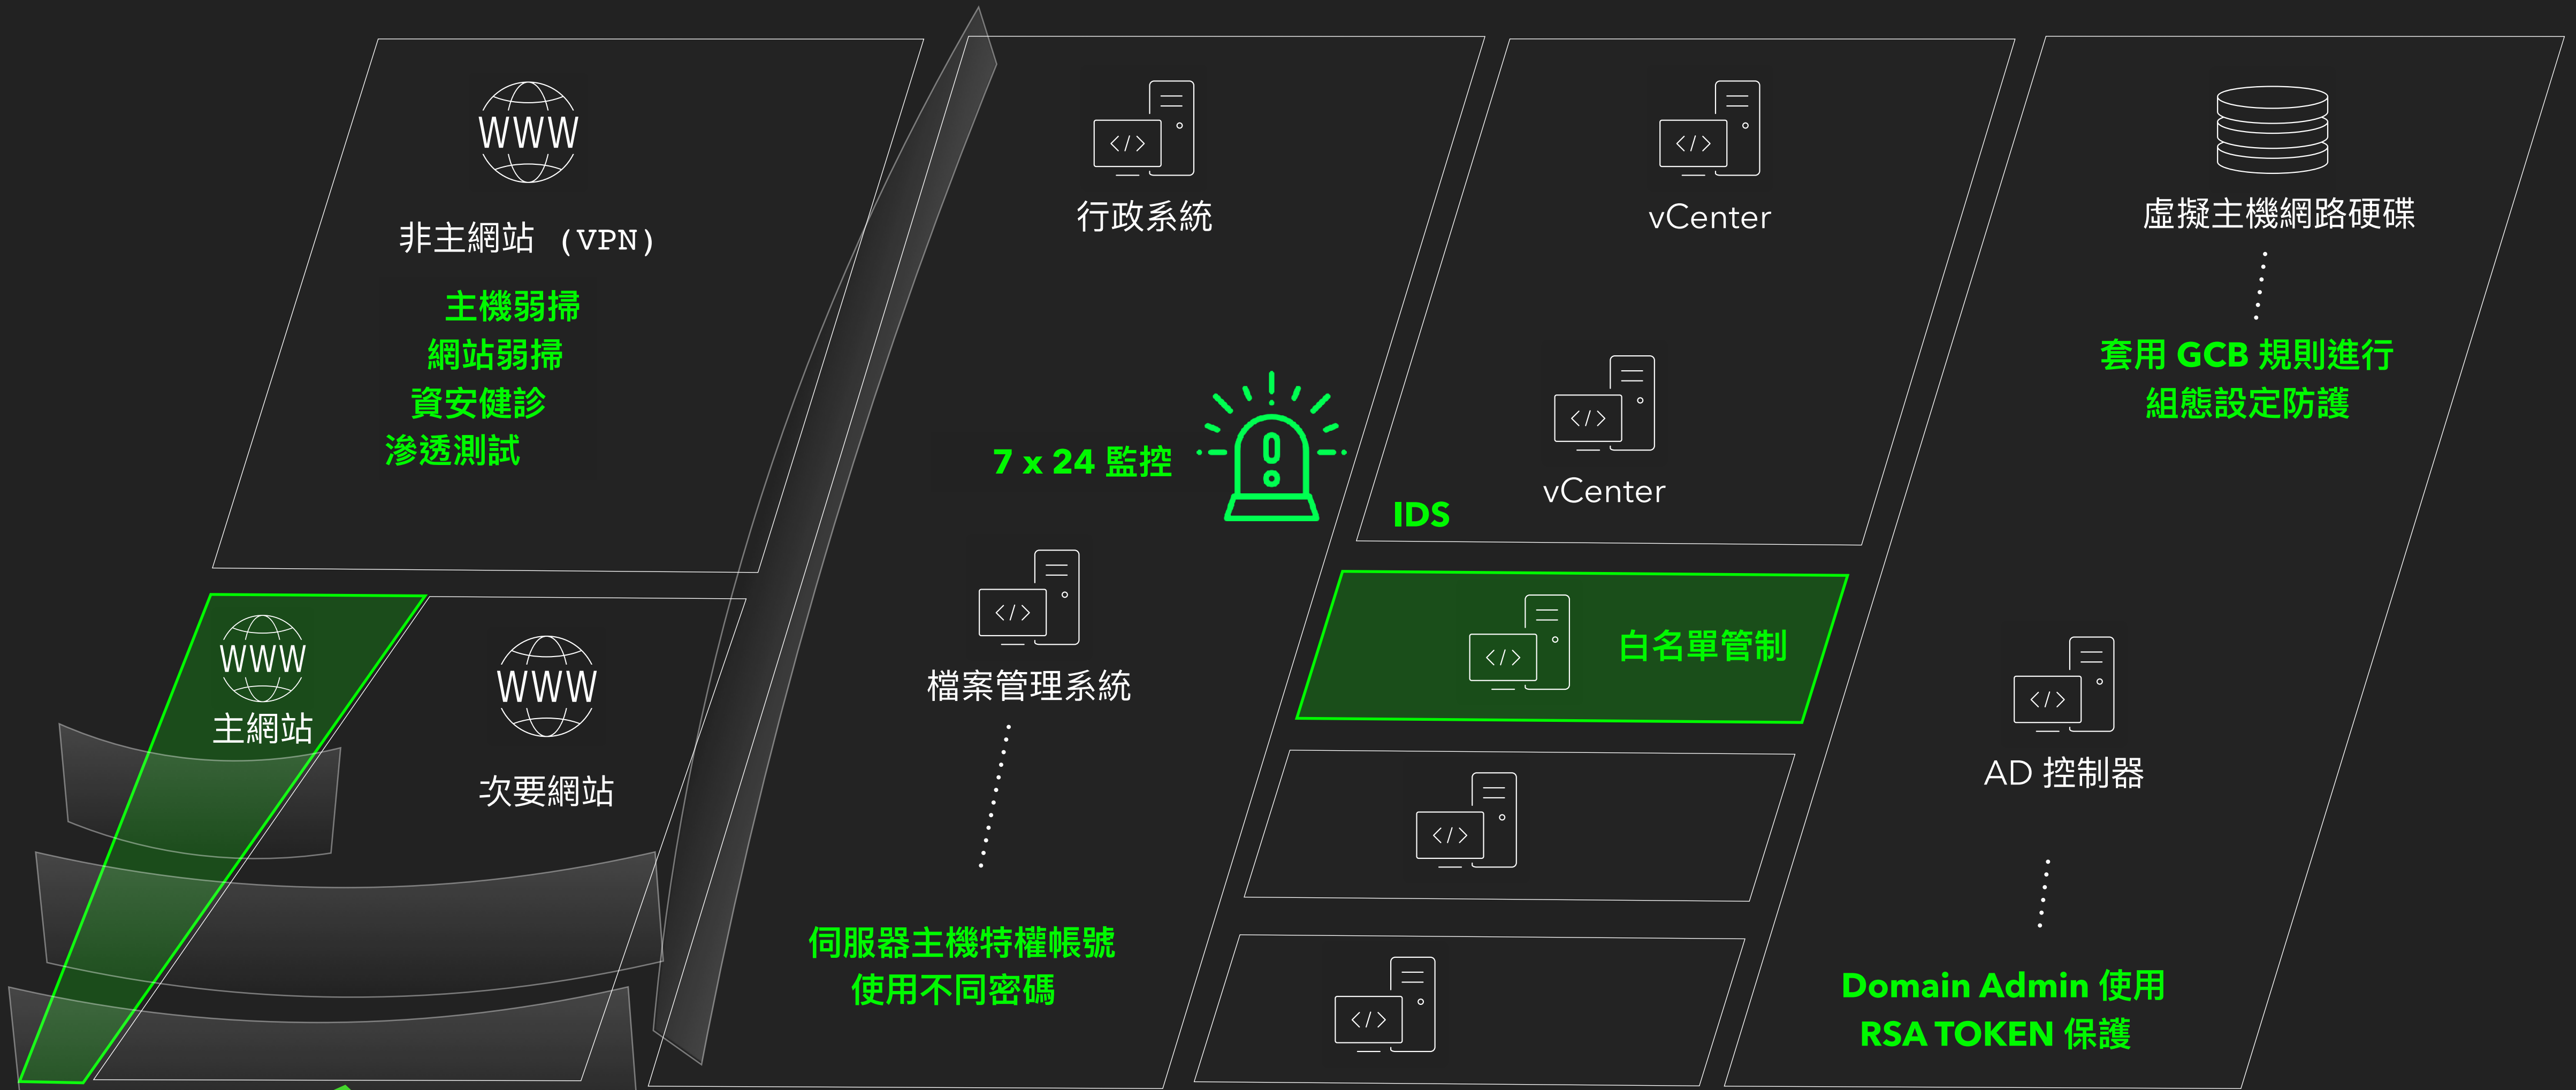 WWW
非主網站 (VPN)
主機弱掃
網站弱掃
資安健診
滲透測試
WWW
主網站
WWW
次要網站
行政系統
7 x 24 監控
檔案管理系統
伺服器主機特權帳號
使用不同密碼
vCenter
vCenter
IDS
白名單管制
虛擬主機網路硬碟
套用 GCB 規則進行
組態設定防護
AD 控制器
Domain Admin 使用
RSA TOKEN 保護